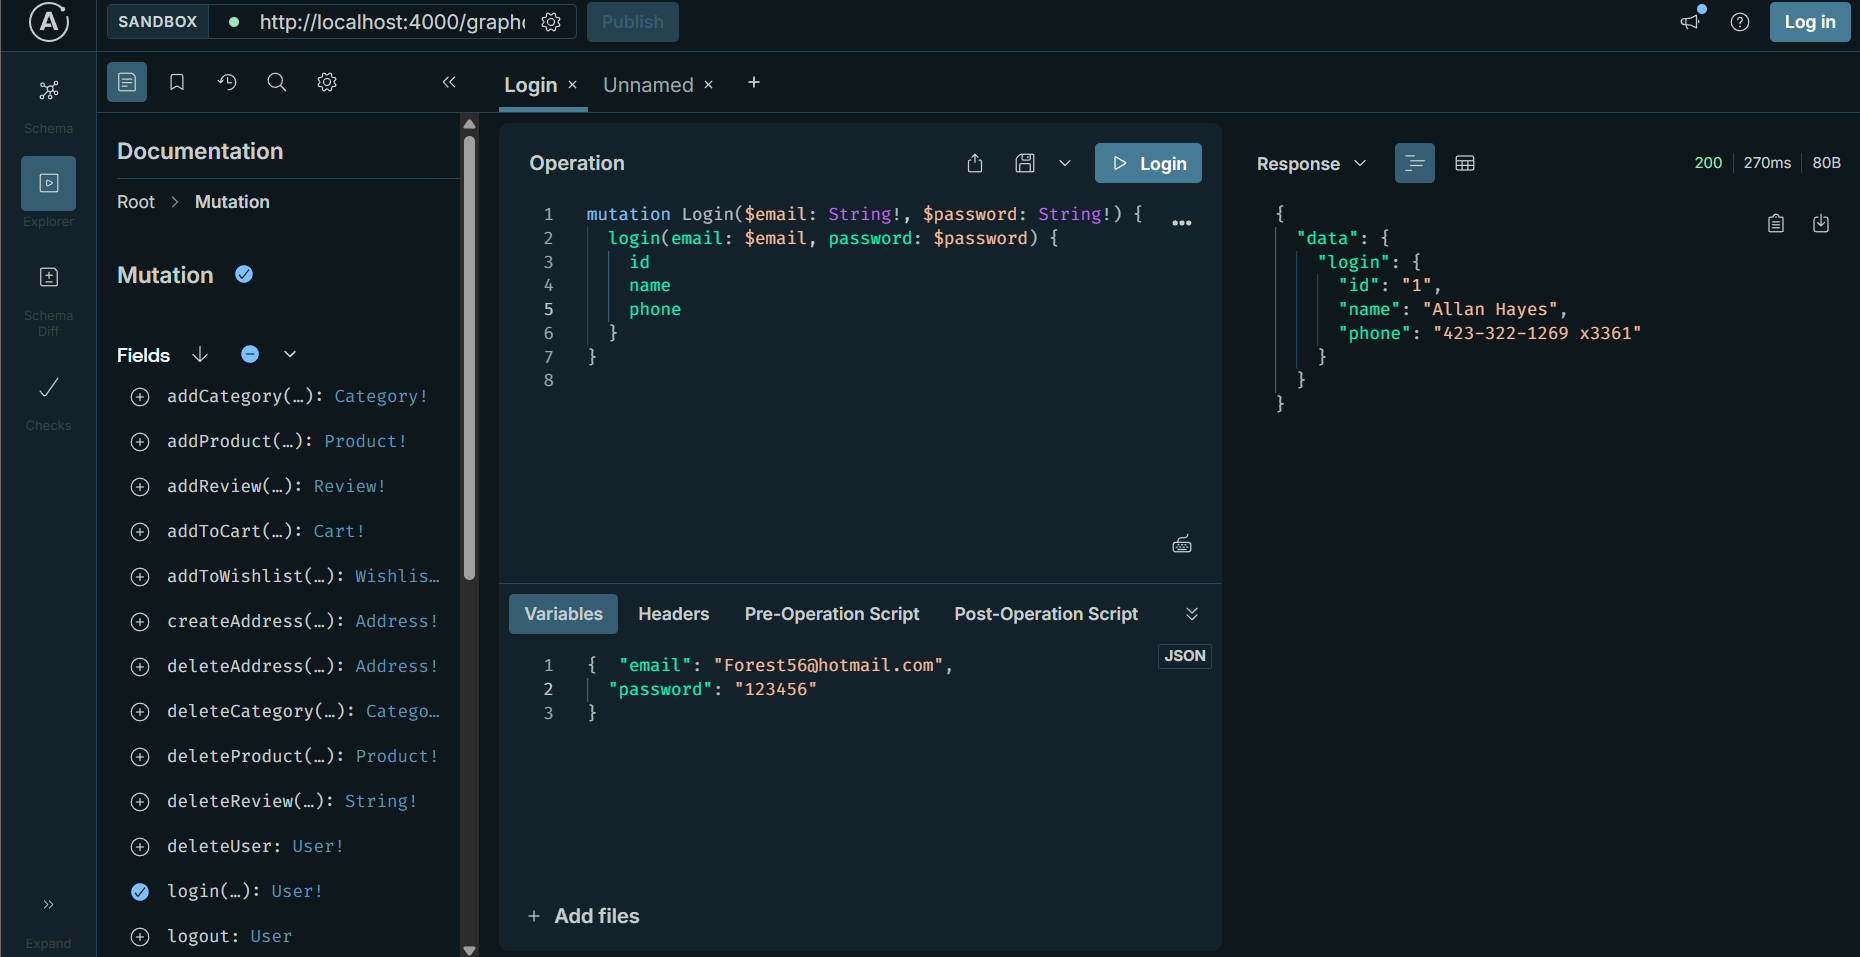 SANDBOX http://localhost:4000/graph Publish Log in
Schema
Explorer
Schema
Diff
Checks
Expand
Documentation
Root > Mutation
Mutation
Fields
addCategory(…): Category!
addProduct(…): Product!
addReview(…): Review!
addToCart(…): Cart!
addToWishlist(…): Wishlis…
createAddress(…): Address!
deleteAddress(…): Address!
deleteCategory(…): Catego…
deleteProduct(…): Product!
deleteReview(…): String!
deleteUser: User!
login(…): User!
logout: User
Login × Unnamed × +
Operation Login
1 mutation Login($email: String!, $password: String!) {
2 login(email: $email, password: $password) {
3 id
4 name
5 phone
6 }
7 }
8
Variables Headers Pre-Operation Script Post-Operation Script
JSON
1 { "email": "Forest56@hotmail.com",
2 "password": "123456"
3 }
+ Add files
Response 200 270ms 80B
{
"data": {
"login": {
"id": "1",
"name": "Allan Hayes",
"phone": "423-322-1269 x3361"
}
}
}